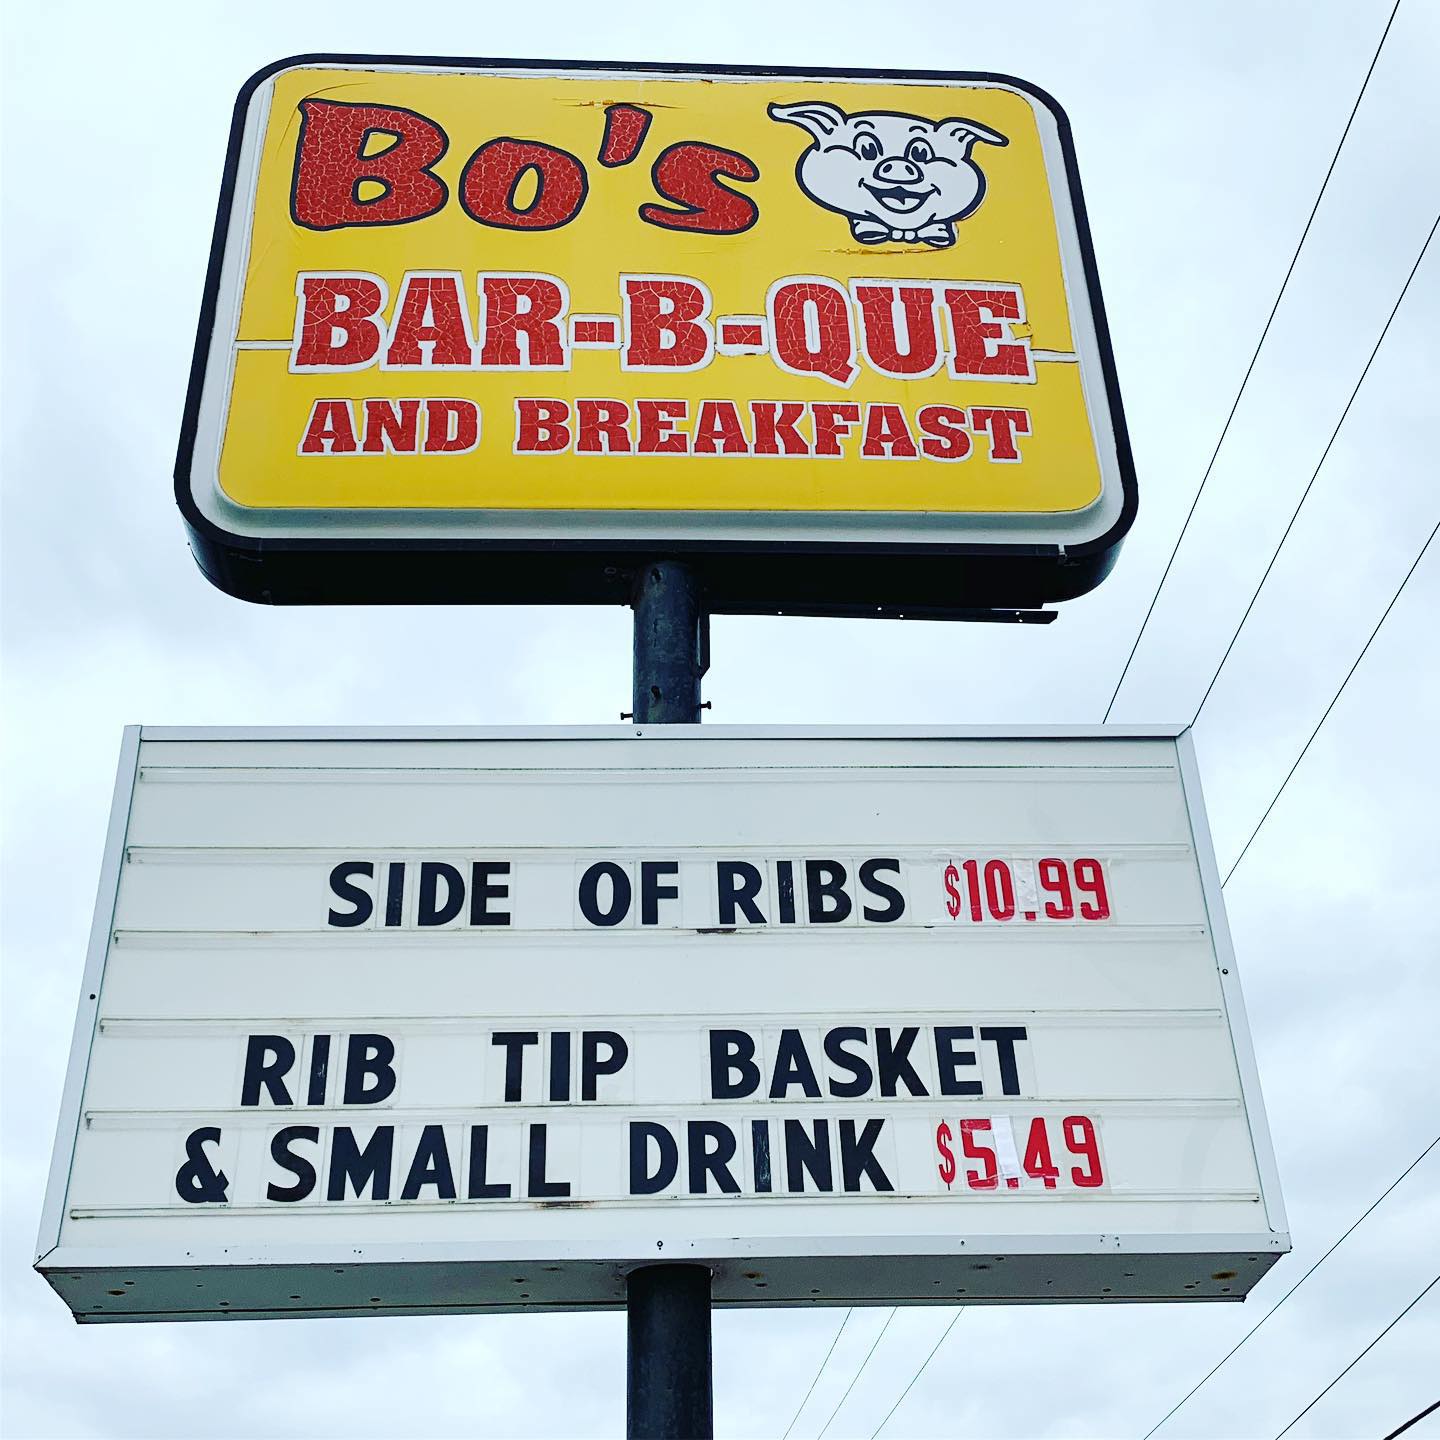 Bo's
BAR-B-QUE
AND BREAKFAST
SIDE OF RIBS $10.99
RIB TIP BASKET
& SMALL DRINK $5.49